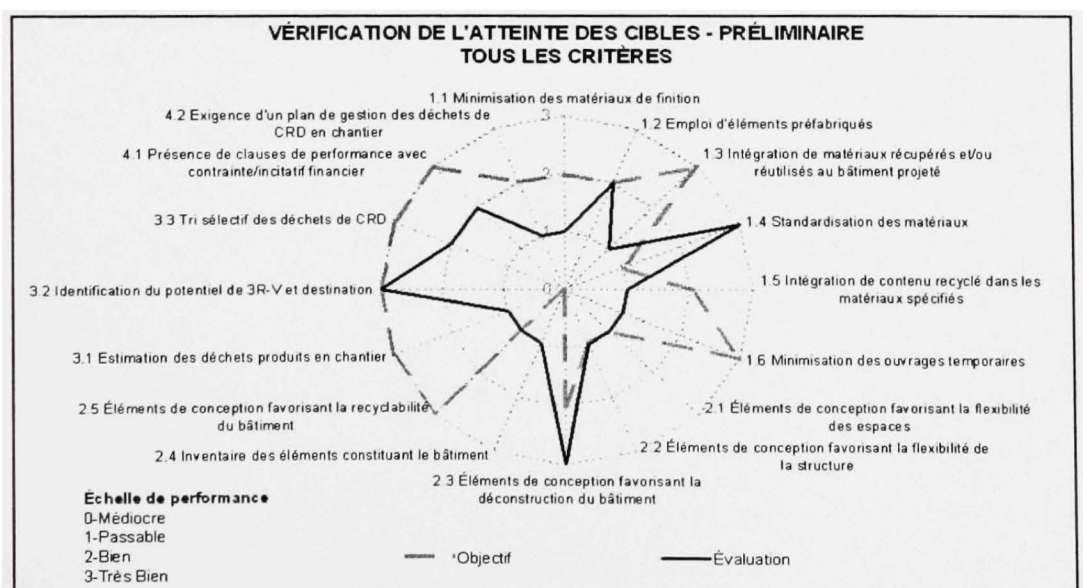 VÉRIFICATION DE L'ATTEINTE DES CIBLES - PRÉLIMINAIRE
TOUS LES CRITÈRES
1.1 Minimisation des matériaux de finition
4.2 Exigence d'un plan de gestion des déchets de
CRD en chantier
1.2 Emploi d'éléments préfabriqués
4.1 Présence de clauses de performance avec
contrainte/incitatif financier
1.3 Intégration de matériaux récupérés et/ou
réutilisés au bâtiment projeté
3.3 Tri sélectif des déchets de CRD
1.4 Standardisation des matériaux
3.2 Identification du potentiel de 3R-V et destination
1.5 Intégration de contenu recyclé dans les
matériaux spécifiés
3.1 Estimation des déchets produits en chantier
1.6 Minimisation des ouvrages temporaires
2.5 Éléments de conception favorisant la recyclabilité
du bâtiment
2.1 Éléments de conception favorisant la flexibilité
des espaces
2.4 Inventaire des éléments constituant le bâtiment
2.2 Éléments de conception favorisant la flexibilité de
la structure
2.3 Éléments de conception favorisant la
déconstruction du bâtiment
3
2
1
0
Échelle de performance
0-Médiocre
1-Passable
2-Bien
3-Très Bien
*Objectif
Évaluation